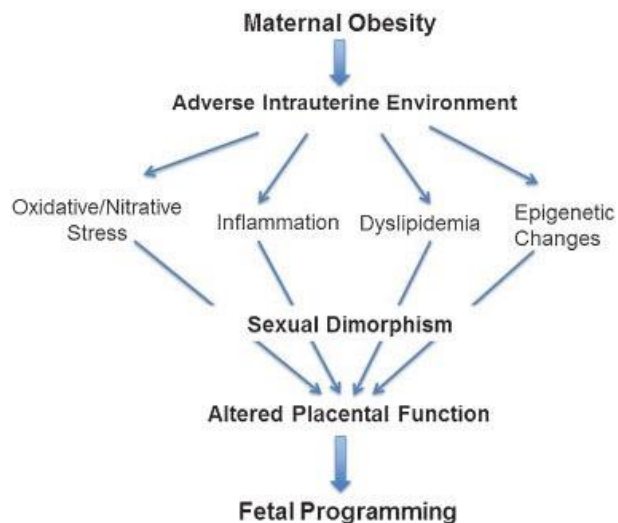 Maternal Obesity
Adverse Intrauterine Environment
Oxidative/Nitrative
Stress
Inflammation
Dyslipidemia
Epigenetic
Changes
Sexual Dimorphism
Altered Placental Function
Fetal Programming